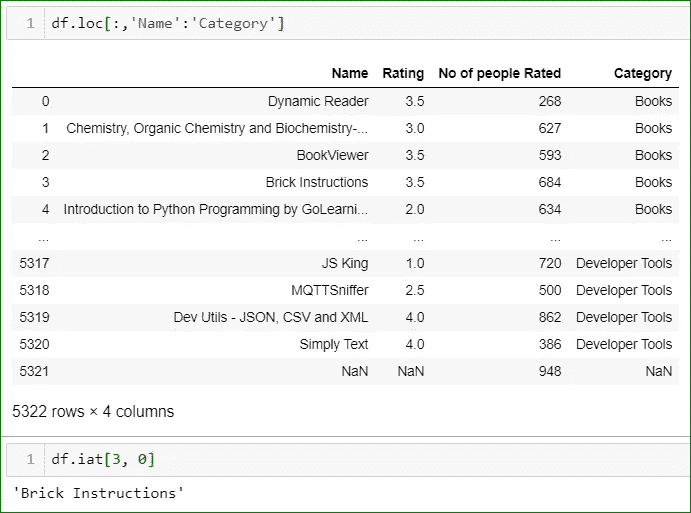 1 df.loc[:,'Name':'Category']
Name Rating No of people Rated Category
0 Dynamic Reader 3.5 268 Books
1 Chemistry, Organic Chemistry and Biochemistry-... 3.0 627 Books
2 BookViewer 3.5 593 Books
3 Brick Instructions 3.5 684 Books
4 Introduction to Python Programming by GoLearni... 2.0 634 Books
... ... ... ... ...
5317 JS King 1.0 720 Developer Tools
5318 MQTTSniffer 2.5 500 Developer Tools
5319 Dev Utils - JSON, CSV and XML 4.0 862 Developer Tools
5320 Simply Text 4.0 386 Developer Tools
5321 NaN NaN 948 NaN
5322 rows × 4 columns
1 df.iat[3, 0]
'Brick Instructions'